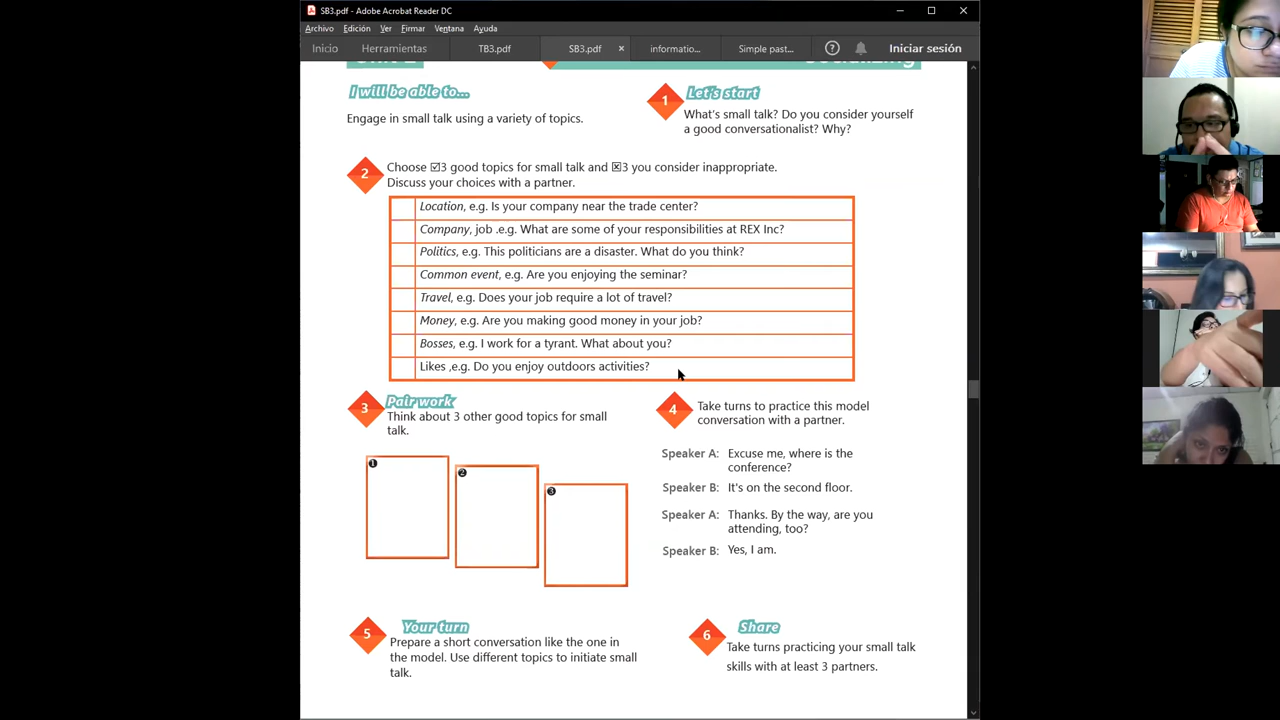 SB3.pdf - Adobe Acrobat Reader DC
Archivo Edición Ver Firmar Ventana Ayuda
Inicio Herramientas TB3.pdf SB3.pdf × informatio... Simple past... Iniciar sesión
Socializing
I will be able to...
Engage in small talk using a variety of topics.
1 Let's start
What's small talk? Do you consider yourself
a good conversationalist? Why?
2 Choose ☑3 good topics for small talk and ☒3 you consider inappropriate.
Discuss your choices with a partner.
Location, e.g. Is your company near the trade center?
Company, job .e.g. What are some of your responsibilities at REX Inc?
Politics, e.g. This politicians are a disaster. What do you think?
Common event, e.g. Are you enjoying the seminar?
Travel, e.g. Does your job require a lot of travel?
Money, e.g. Are you making good money in your job?
Bosses, e.g. I work for a tyrant. What about you?
Likes ,e.g. Do you enjoy outdoors activities?
3 Pair work
Think about 3 other good topics for small
talk.
❶
❷
❸
4 Take turns to practice this model
conversation with a partner.
Speaker A: Excuse me, where is the
conference?
Speaker B: It's on the second floor.
Speaker A: Thanks. By the way, are you
attending, too?
Speaker B: Yes, I am.
5 Your turn
Prepare a short conversation like the one in
the model. Use different topics to initiate small
talk.
6 Share
Take turns practicing your small talk
skills with at least 3 partners.